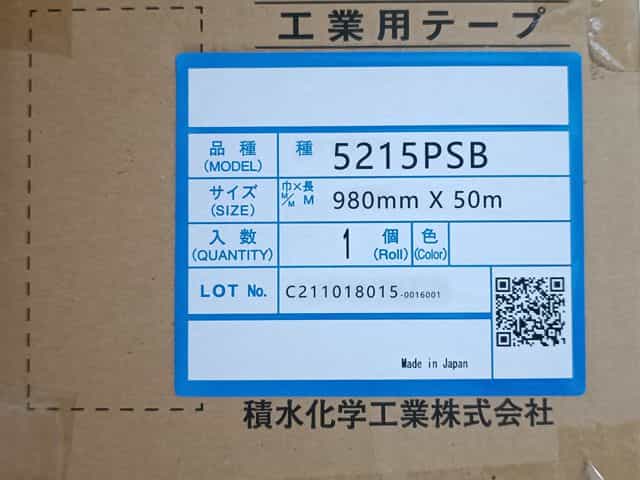 工業用テープ
品種 種 5215PSB
(MODEL)
サイズ 巾×長 980mm X 50m
(SIZE) M/M M
入数 1 個 色
(QUANTITY) (Roll) (Color)
LOT No. C211018015-0016001
Made in Japan
積水化学工業株式会社